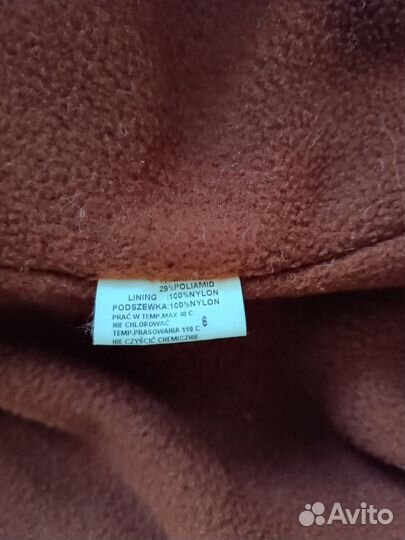 29%POLIAMID
LINING :100%NYLON
PODSZEWKA:100%NYLON
PRAĆ W TEMP.MAX 40 C
NIE CHLOROWAĆ 6
TEMP.PRASOWANIA 110 C
NIE CZYŚCIĆ CHEMICZNIE
Avito